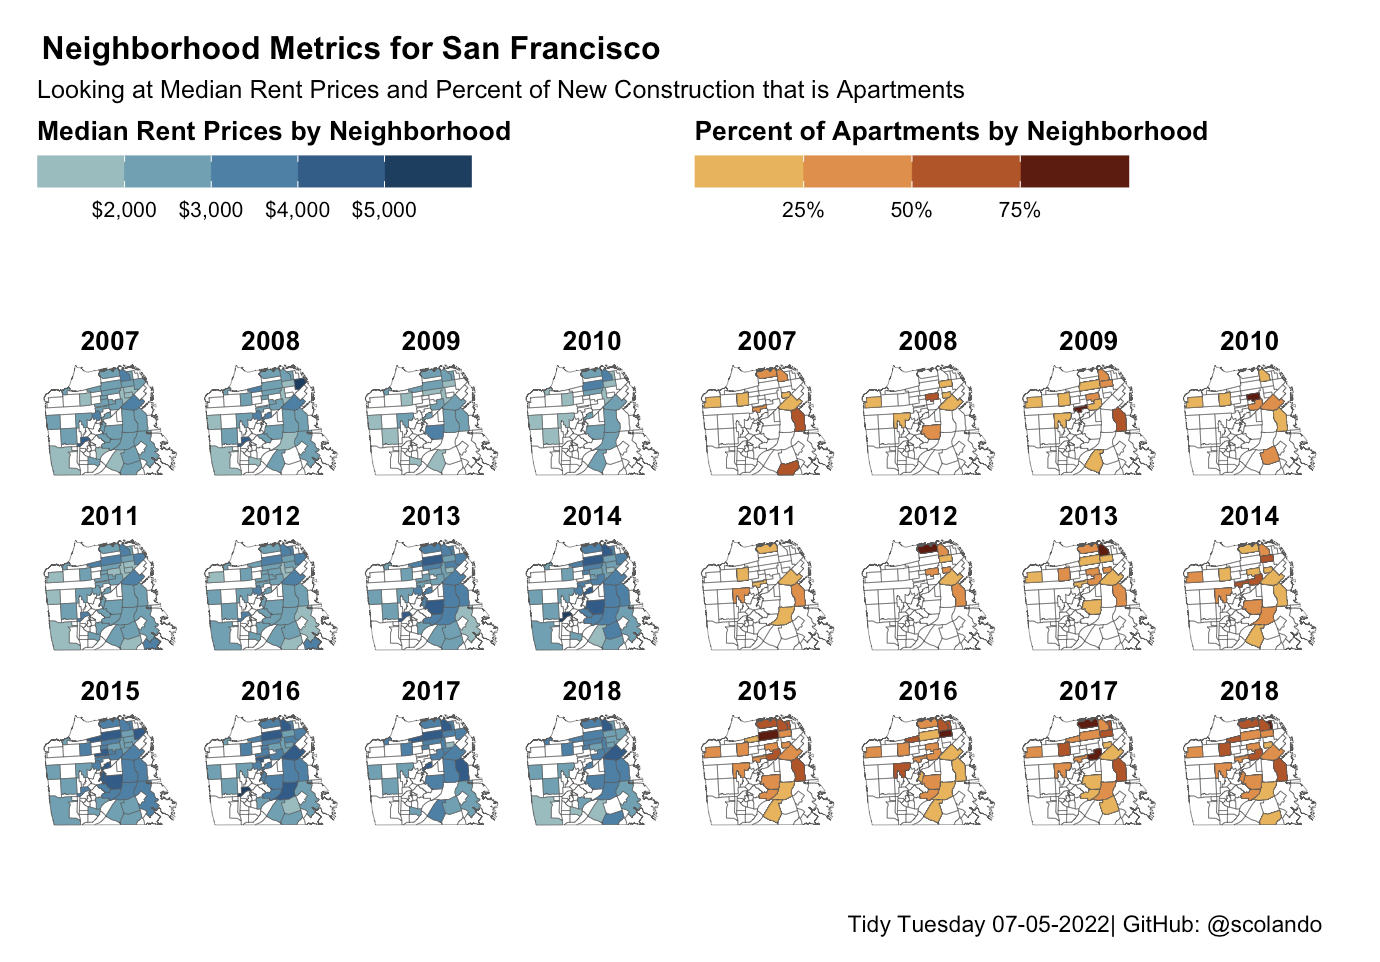 Neighborhood Metrics for San Francisco
Looking at Median Rent Prices and Percent of New Construction that is Apartments
Median Rent Prices by Neighborhood
$2,000 $3,000 $4,000 $5,000
Percent of Apartments by Neighborhood
25% 50% 75%
2007 2008 2009 2010 2007 2008 2009 2010
2011 2012 2013 2014 2011 2012 2013 2014
2015 2016 2017 2018 2015 2016 2017 2018
Tidy Tuesday 07-05-2022| GitHub: @scolando